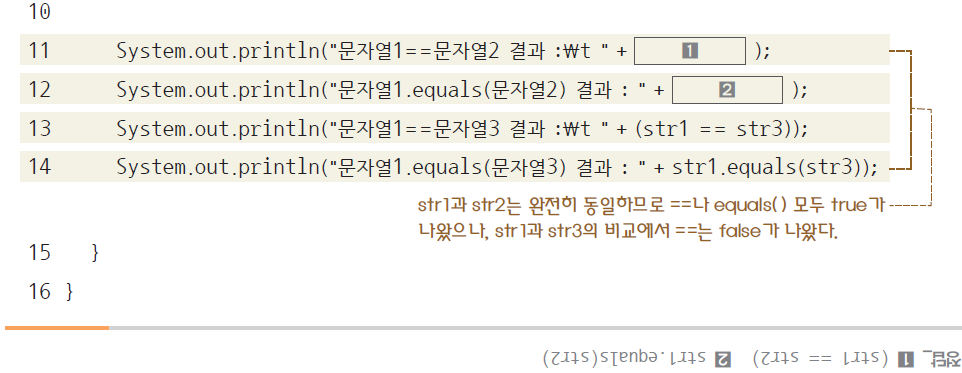 10
11 System.out.println("문자열1==문자열2 결과 :₩t " + 1 );
12 System.out.println("문자열1.equals(문자열2) 결과 : " + 2 );
13 System.out.println("문자열1==문자열3 결과 :₩t " + (str1 == str3));
14 System.out.println("문자열1.equals(문자열3) 결과 : " + str1.equals(str3));
str1과 str2는 완전히 동일하므로 ==나 equals( ) 모두 true가
나왔으나, str1과 str3의 비교에서 ==는 false가 나왔다.
15 }
16 }
정답_ 1 (str1 == str2) 2 str1.equals(str2)